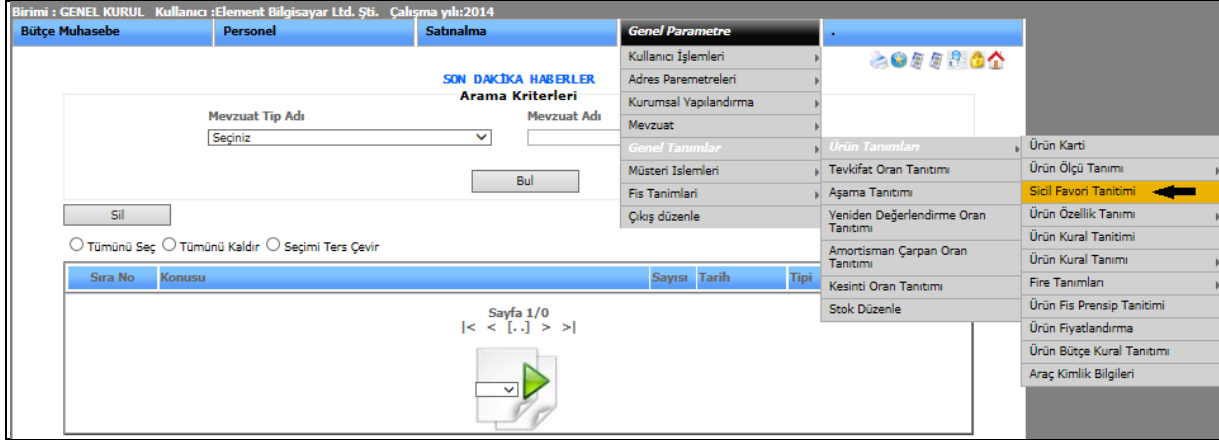 Birimi : GENEL KURUL Kullanıcı :Element Bilgisayar Ltd. Şti. Çalışma yılı:2014
Bütçe Muhasebe
Personel
Satınalma
Genel Parametre
.
Kullanıcı İşlemleri
Adres Paremetreleri
Kurumsal Yapılandırma
Mevzuat
Genel Tanımlar
Müsteri Islemleri
Fis Tanimlari
Çıkış düzenle
Ürün Tanımları
Tevkifat Oran Tanıtımı
Aşama Tanıtımı
Yeniden Değerlendirme Oran
Tanıtımı
Amortisman Çarpan Oran
Tanıtımı
Kesinti Oran Tanıtımı
Stok Düzenle
Ürün Karti
Ürün Ölçü Tanımı
Sicil Favori Tanitimi
Ürün Özellik Tanımı
Ürün Kural Tanitimi
Ürün Kural Tanımı
Fire Tanımları
Ürün Fis Prensip Tanitimi
Ürün Fiyatlandırma
Ürün Bütçe Kural Tanıtımı
Araç Kimlik Bilgileri
SON DAKİKA HABERLER
Arama Kriterleri
Mevzuat Tip Adı
Mevzuat Adı
Seçiniz
Bul
Sil
Tümünü Seç Tümünü Kaldır Seçimi Ters Çevir
Sıra No Konusu Sayısı Tarih Tipi
Sayfa 1/0
|< < [..] > >|